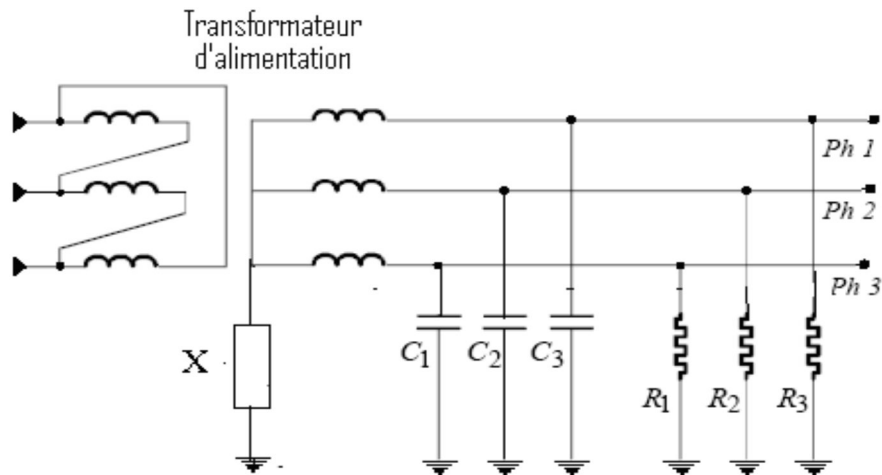 Transformateur
d'alimentation
Ph 1
Ph 2
Ph 3
X
C1
C2
C3
R1
R2
R3